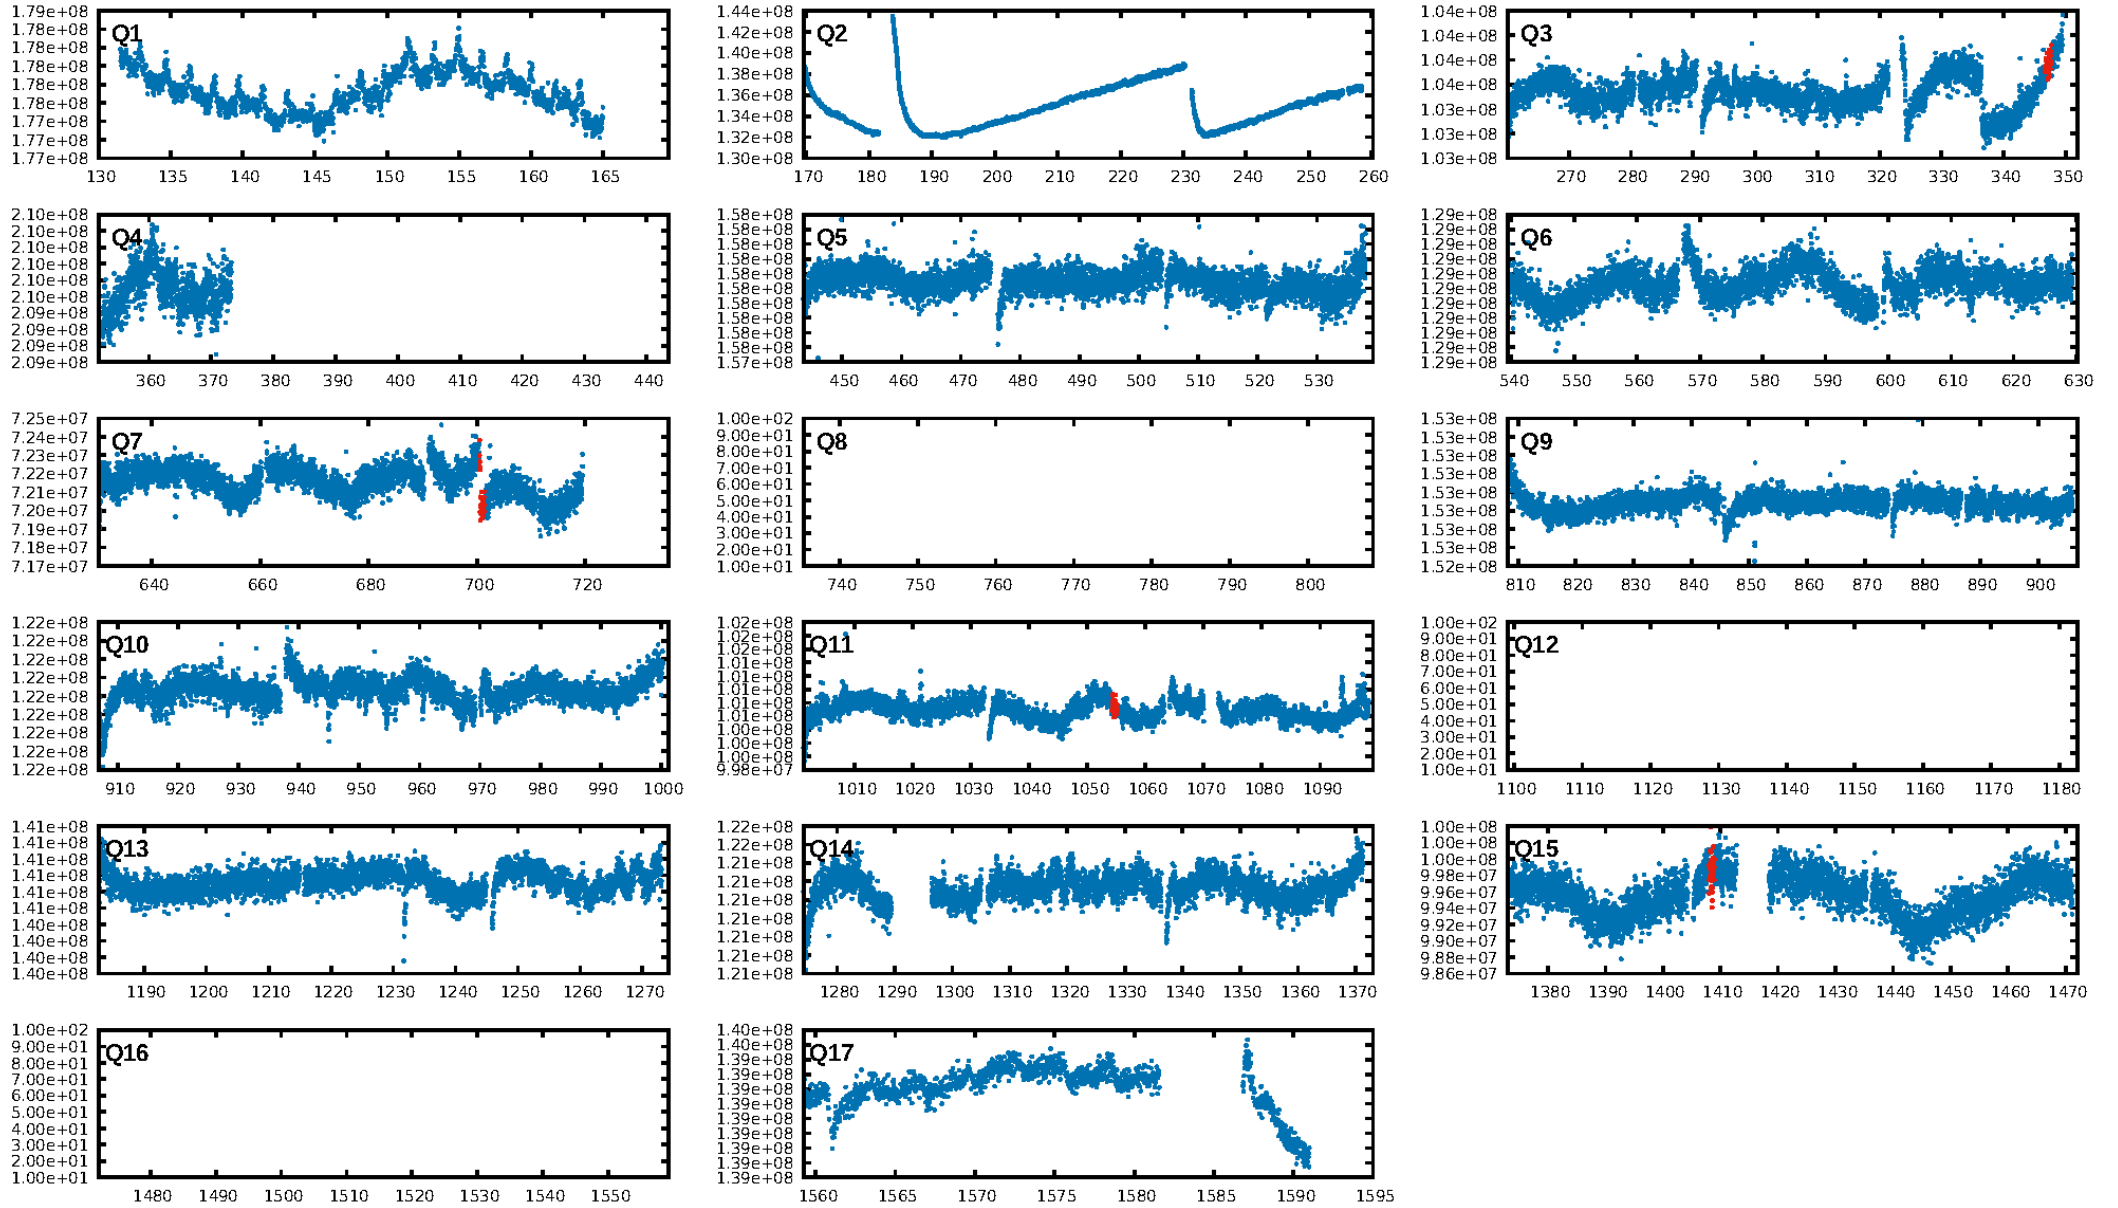 1.79e+08
1.78e+08
1.78e+08
1.78e+08
1.78e+08
1.78e+08
1.77e+08
1.77e+08
1.77e+08
Q1
130 135 140 145 150 155 160 165
1.44e+08
1.42e+08
1.40e+08
1.38e+08
1.36e+08
1.34e+08
1.32e+08
1.30e+08
Q2
170 180 190 200 210 220 230 240 250 260
1.04e+08
1.04e+08
1.04e+08
1.04e+08
1.03e+08
1.03e+08
1.03e+08
Q3
270 280 290 300 310 320 330 340 350
2.10e+08
2.10e+08
2.10e+08
2.10e+08
2.10e+08
2.10e+08
2.09e+08
2.09e+08
2.09e+08
2.09e+08
Q4
360 370 380 390 400 410 420 430 440
1.58e+08
1.58e+08
1.58e+08
1.58e+08
1.58e+08
1.58e+08
1.58e+08
1.58e+08
1.58e+08
1.58e+08
1.57e+08
Q5
450 460 470 480 490 500 510 520 530
1.29e+08
1.29e+08
1.29e+08
1.29e+08
1.29e+08
1.29e+08
1.29e+08
1.29e+08
1.29e+08
1.29e+08
1.29e+08
Q6
540 550 560 570 580 590 600 610 620 630
7.25e+07
7.24e+07
7.23e+07
7.22e+07
7.21e+07
7.20e+07
7.19e+07
7.18e+07
7.17e+07
Q7
640 660 680 700 720
1.00e+02
9.00e+01
8.00e+01
7.00e+01
6.00e+01
5.00e+01
4.00e+01
3.00e+01
2.00e+01
1.00e+01
Q8
740 750 760 770 780 790 800
1.53e+08
1.53e+08
1.53e+08
1.53e+08
1.53e+08
1.53e+08
1.53e+08
1.53e+08
1.52e+08
Q9
810 820 830 840 850 860 870 880 890 900
1.22e+08
1.22e+08
1.22e+08
1.22e+08
1.22e+08
1.22e+08
1.22e+08
1.22e+08
1.22e+08
Q10
910 920 930 940 950 960 970 980 990 1000
1.02e+08
1.02e+08
1.01e+08
1.01e+08
1.01e+08
1.01e+08
1.01e+08
1.01e+08
1.00e+08
1.00e+08
1.00e+08
9.98e+07
Q11
1010 1020 1030 1040 1050 1060 1070 1080 1090
1.00e+02
9.00e+01
8.00e+01
7.00e+01
6.00e+01
5.00e+01
4.00e+01
3.00e+01
2.00e+01
1.00e+01
Q12
1100 1110 1120 1130 1140 1150 1160 1170 1180
1.41e+08
1.41e+08
1.41e+08
1.41e+08
1.41e+08
1.41e+08
1.40e+08
1.40e+08
1.40e+08
1.40e+08
Q13
1190 1200 1210 1220 1230 1240 1250 1260 1270
1.22e+08
1.22e+08
1.21e+08
1.21e+08
1.21e+08
1.21e+08
1.21e+08
1.21e+08
1.21e+08
Q14
1280 1290 1300 1310 1320 1330 1340 1350 1360 1370
1.00e+08
1.00e+08
1.00e+08
9.98e+07
9.96e+07
9.94e+07
9.92e+07
9.90e+07
9.88e+07
9.86e+07
Q15
1380 1390 1400 1410 1420 1430 1440 1450 1460 1470
1.00e+02
9.00e+01
8.00e+01
7.00e+01
6.00e+01
5.00e+01
4.00e+01
3.00e+01
2.00e+01
1.00e+01
Q16
1480 1490 1500 1510 1520 1530 1540 1550
1.40e+08
1.39e+08
1.39e+08
1.39e+08
1.39e+08
1.39e+08
1.39e+08
1.39e+08
1.39e+08
1.39e+08
1.39e+08
Q17
1560 1565 1570 1575 1580 1585 1590 1595